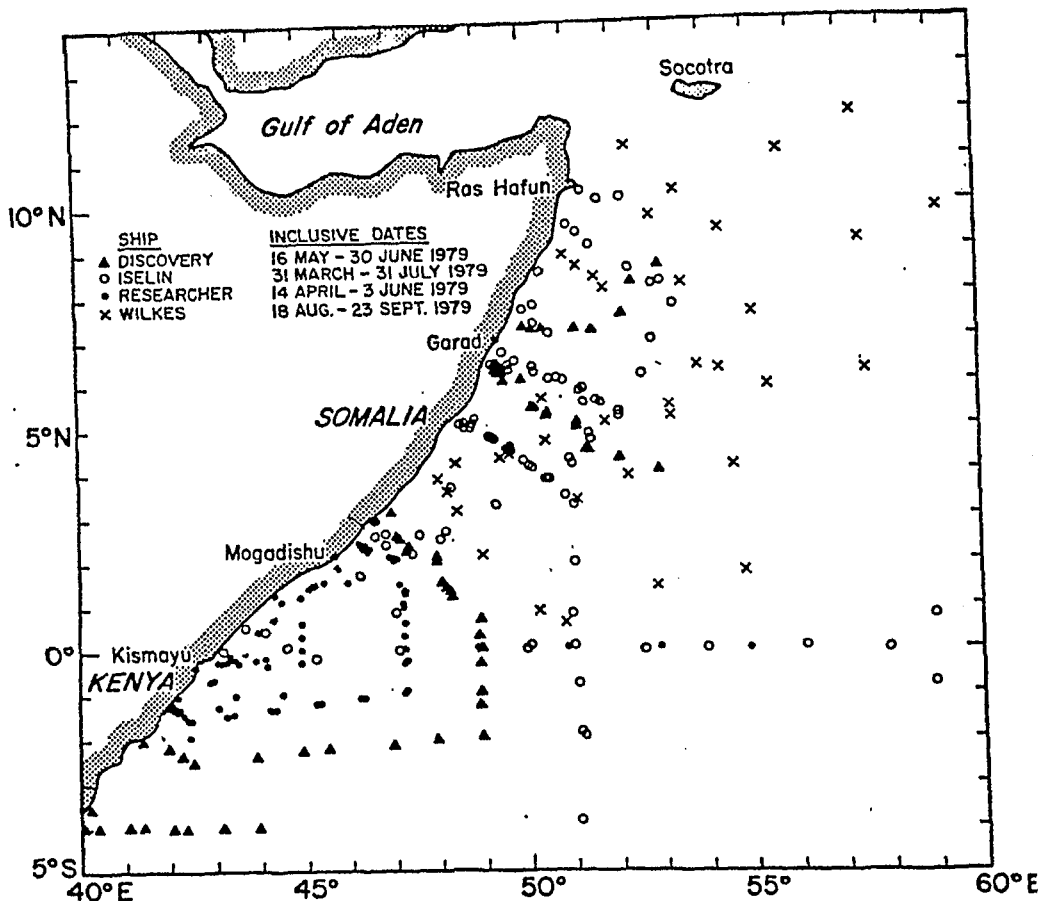 Socotra
Gulf of Aden
Ras Hafun
10°N
SHIP INCLUSIVE DATES
▲ DISCOVERY 16 MAY – 30 JUNE 1979
○ ISELIN 31 MARCH – 31 JULY 1979
• RESEARCHER 14 APRIL – 3 JUNE 1979
× WILKES 18 AUG. – 23 SEPT. 1979
Garad
SOMALIA
5°N
Mogadishu
0°
Kismayu
KENYA
5°S
40°E 45° 50° 55° 60°E